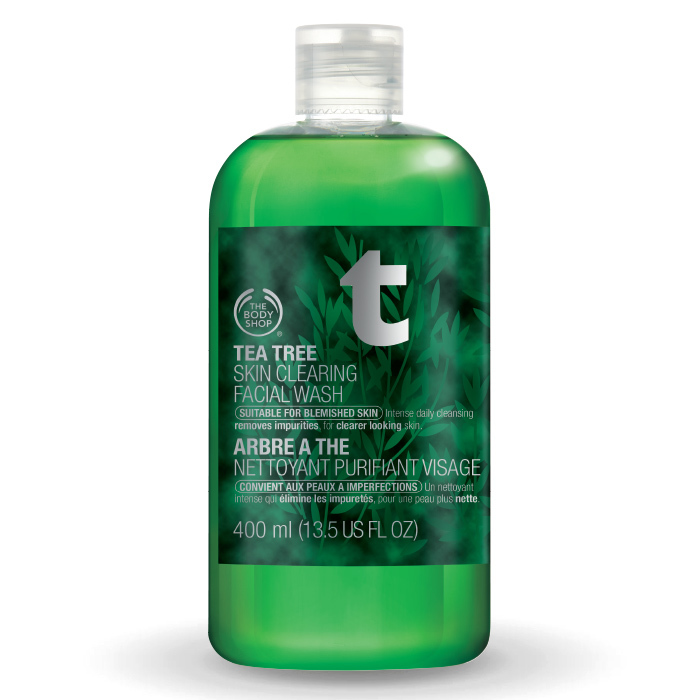 t
THE
BODY
SHOP
®
TEA TREE
SKIN CLEARING
FACIAL WASH
SUITABLE FOR BLEMISHED SKIN Intense daily cleansing
removes impurities, for clearer looking skin.
ARBRE A THE
NETTOYANT PURIFIANT VISAGE
CONVIENT AUX PEAUX A IMPERFECTIONS Un nettoyant
intense qui élimine les impuretés, pour une peau plus nette.
400 ml (13.5 US FL OZ)